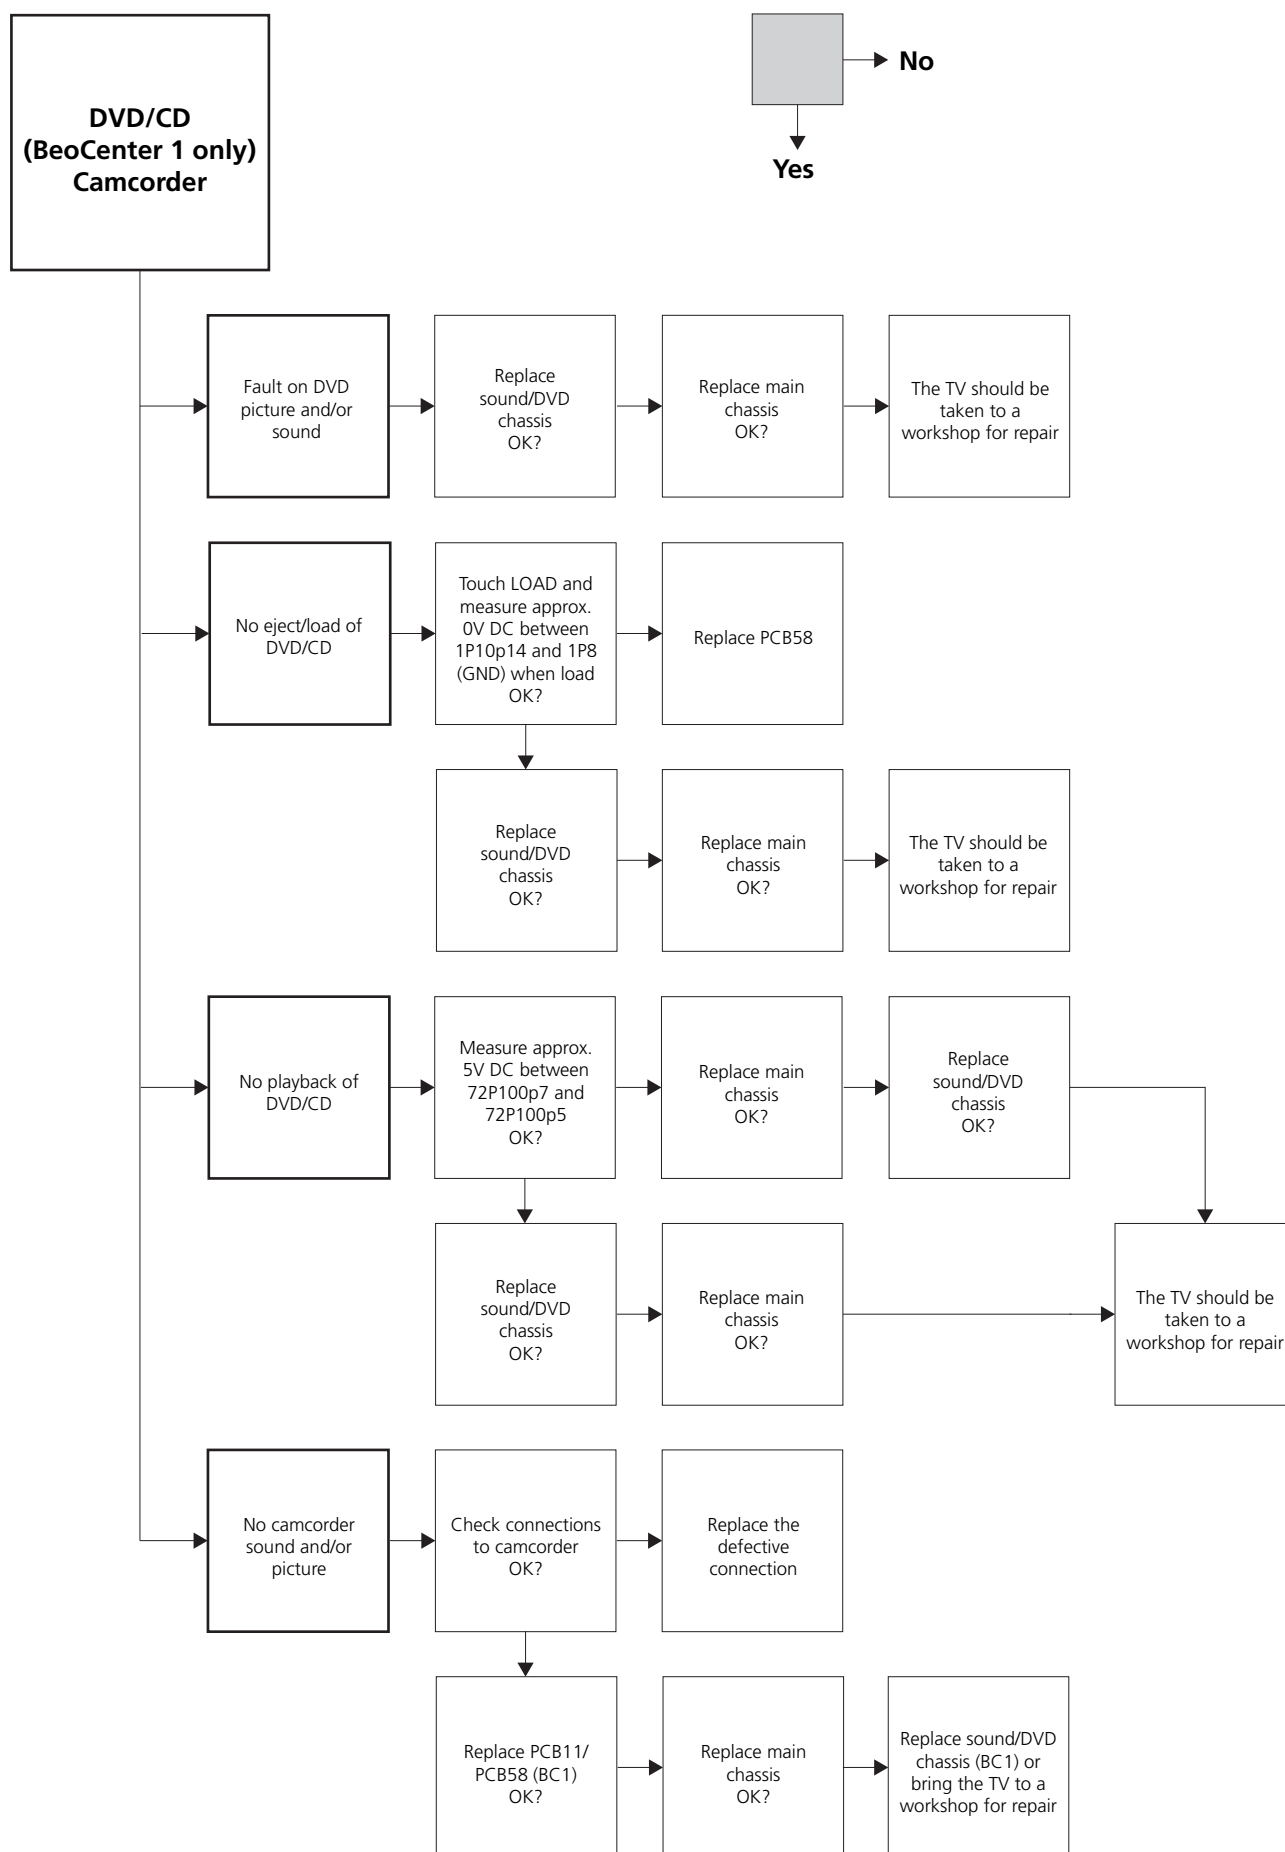 DVD/CD
(BeoCenter 1 only)
Camcorder
No
Yes
Fault on DVD
picture and/or
sound
Replace
sound/DVD
chassis
OK?
Replace main
chassis
OK?
The TV should be
taken to a
workshop for repair
No eject/load of
DVD/CD
Touch LOAD and
measure approx.
0V DC between
1P10p14 and 1P8
(GND) when load
OK?
Replace PCB58
Replace
sound/DVD
chassis
OK?
Replace main
chassis
OK?
The TV should be
taken to a
workshop for repair
No playback of
DVD/CD
Measure approx.
5V DC between
72P100p7 and
72P100p5
OK?
Replace main
chassis
OK?
Replace
sound/DVD
chassis
OK?
Replace
sound/DVD
chassis
OK?
Replace main
chassis
OK?
The TV should be
taken to a
workshop for repair
No camcorder
sound and/or
picture
Check connections
to camcorder
OK?
Replace the
defective
connection
Replace PCB11/
PCB58 (BC1)
OK?
Replace main
chassis
OK?
Replace sound/DVD
chassis (BC1) or
bring the TV to a
workshop for repair